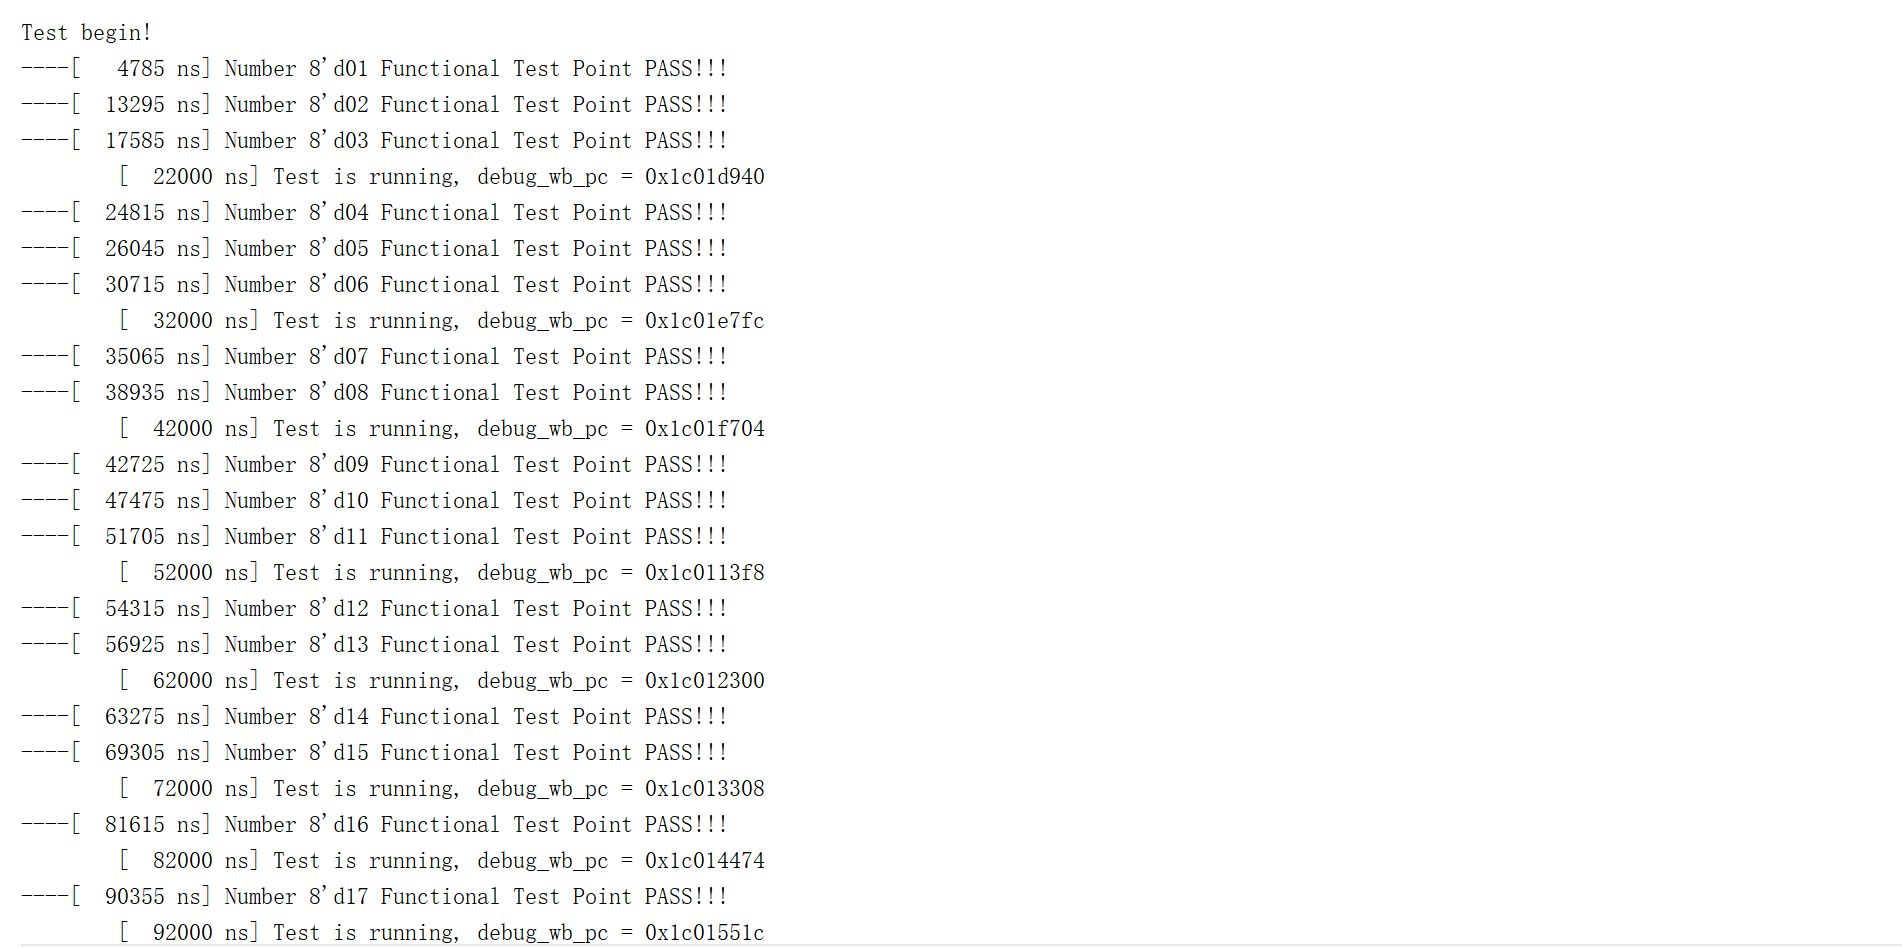 Test begin!
----[   4785 ns] Number 8'd01 Functional Test Point PASS!!!
----[  13295 ns] Number 8'd02 Functional Test Point PASS!!!
----[  17585 ns] Number 8'd03 Functional Test Point PASS!!!
        [  22000 ns] Test is running, debug_wb_pc = 0x1c01d940
----[  24815 ns] Number 8'd04 Functional Test Point PASS!!!
----[  26045 ns] Number 8'd05 Functional Test Point PASS!!!
----[  30715 ns] Number 8'd06 Functional Test Point PASS!!!
        [  32000 ns] Test is running, debug_wb_pc = 0x1c01e7fc
----[  35065 ns] Number 8'd07 Functional Test Point PASS!!!
----[  38935 ns] Number 8'd08 Functional Test Point PASS!!!
        [  42000 ns] Test is running, debug_wb_pc = 0x1c01f704
----[  42725 ns] Number 8'd09 Functional Test Point PASS!!!
----[  47475 ns] Number 8'd10 Functional Test Point PASS!!!
----[  51705 ns] Number 8'd11 Functional Test Point PASS!!!
        [  52000 ns] Test is running, debug_wb_pc = 0x1c0113f8
----[  54315 ns] Number 8'd12 Functional Test Point PASS!!!
----[  56925 ns] Number 8'd13 Functional Test Point PASS!!!
        [  62000 ns] Test is running, debug_wb_pc = 0x1c012300
----[  63275 ns] Number 8'd14 Functional Test Point PASS!!!
----[  69305 ns] Number 8'd15 Functional Test Point PASS!!!
        [  72000 ns] Test is running, debug_wb_pc = 0x1c013308
----[  81615 ns] Number 8'd16 Functional Test Point PASS!!!
        [  82000 ns] Test is running, debug_wb_pc = 0x1c014474
----[  90355 ns] Number 8'd17 Functional Test Point PASS!!!
        [  92000 ns] Test is running, debug_wb_pc = 0x1c01551c